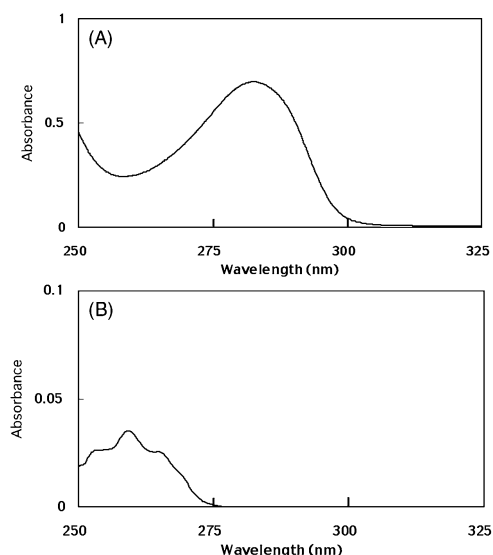 (A)
1
0.5
0
Absorbance
250 275 300 325
Wavelength (nm)
(B)
0.1
0.05
0
Absorbance
250 275 300 325
Wavelength (nm)